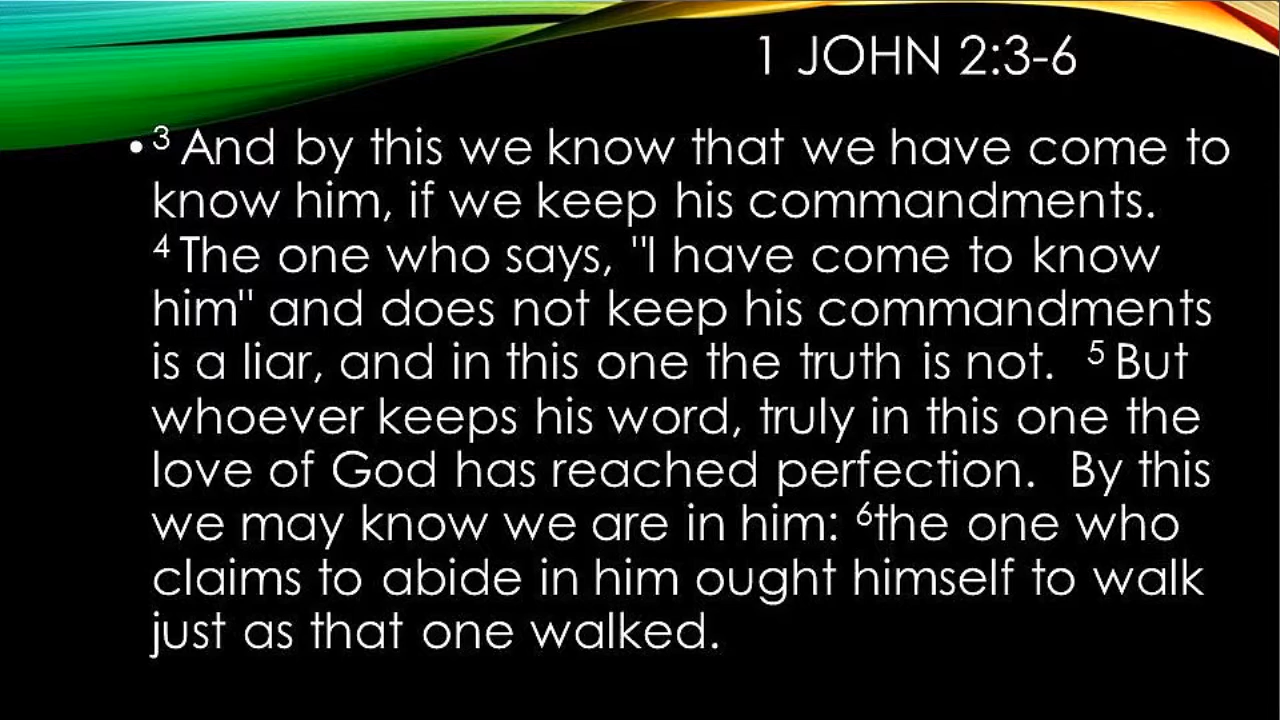 1 JOHN 2:3-6
• ³ And by this we know that we have come to
know him, if we keep his commandments.
⁴ The one who says, "I have come to know
him" and does not keep his commandments
is a liar, and in this one the truth is not. ⁵ But
whoever keeps his word, truly in this one the
love of God has reached perfection. By this
we may know we are in him: ⁶the one who
claims to abide in him ought himself to walk
just as that one walked.